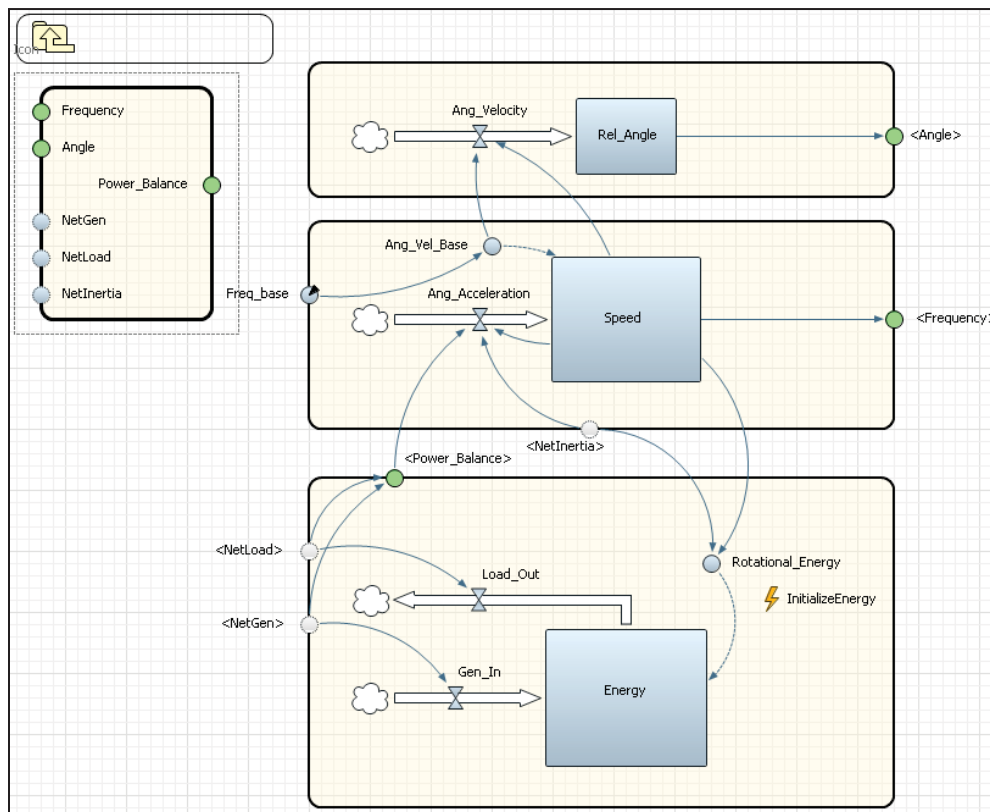 Icon
Frequency
Angle
Power_Balance
NetGen
NetLoad
NetInertia
Ang_Velocity
Rel_Angle
<Angle>
Ang_Vel_Base
Freq_base
Ang_Acceleration
Speed
<Frequency1
<NetInertia>
<Power_Balance>
<NetLoad>
Load_Out
Rotational_Energy
InitializeEnergy
<NetGen>
Gen_In
Energy